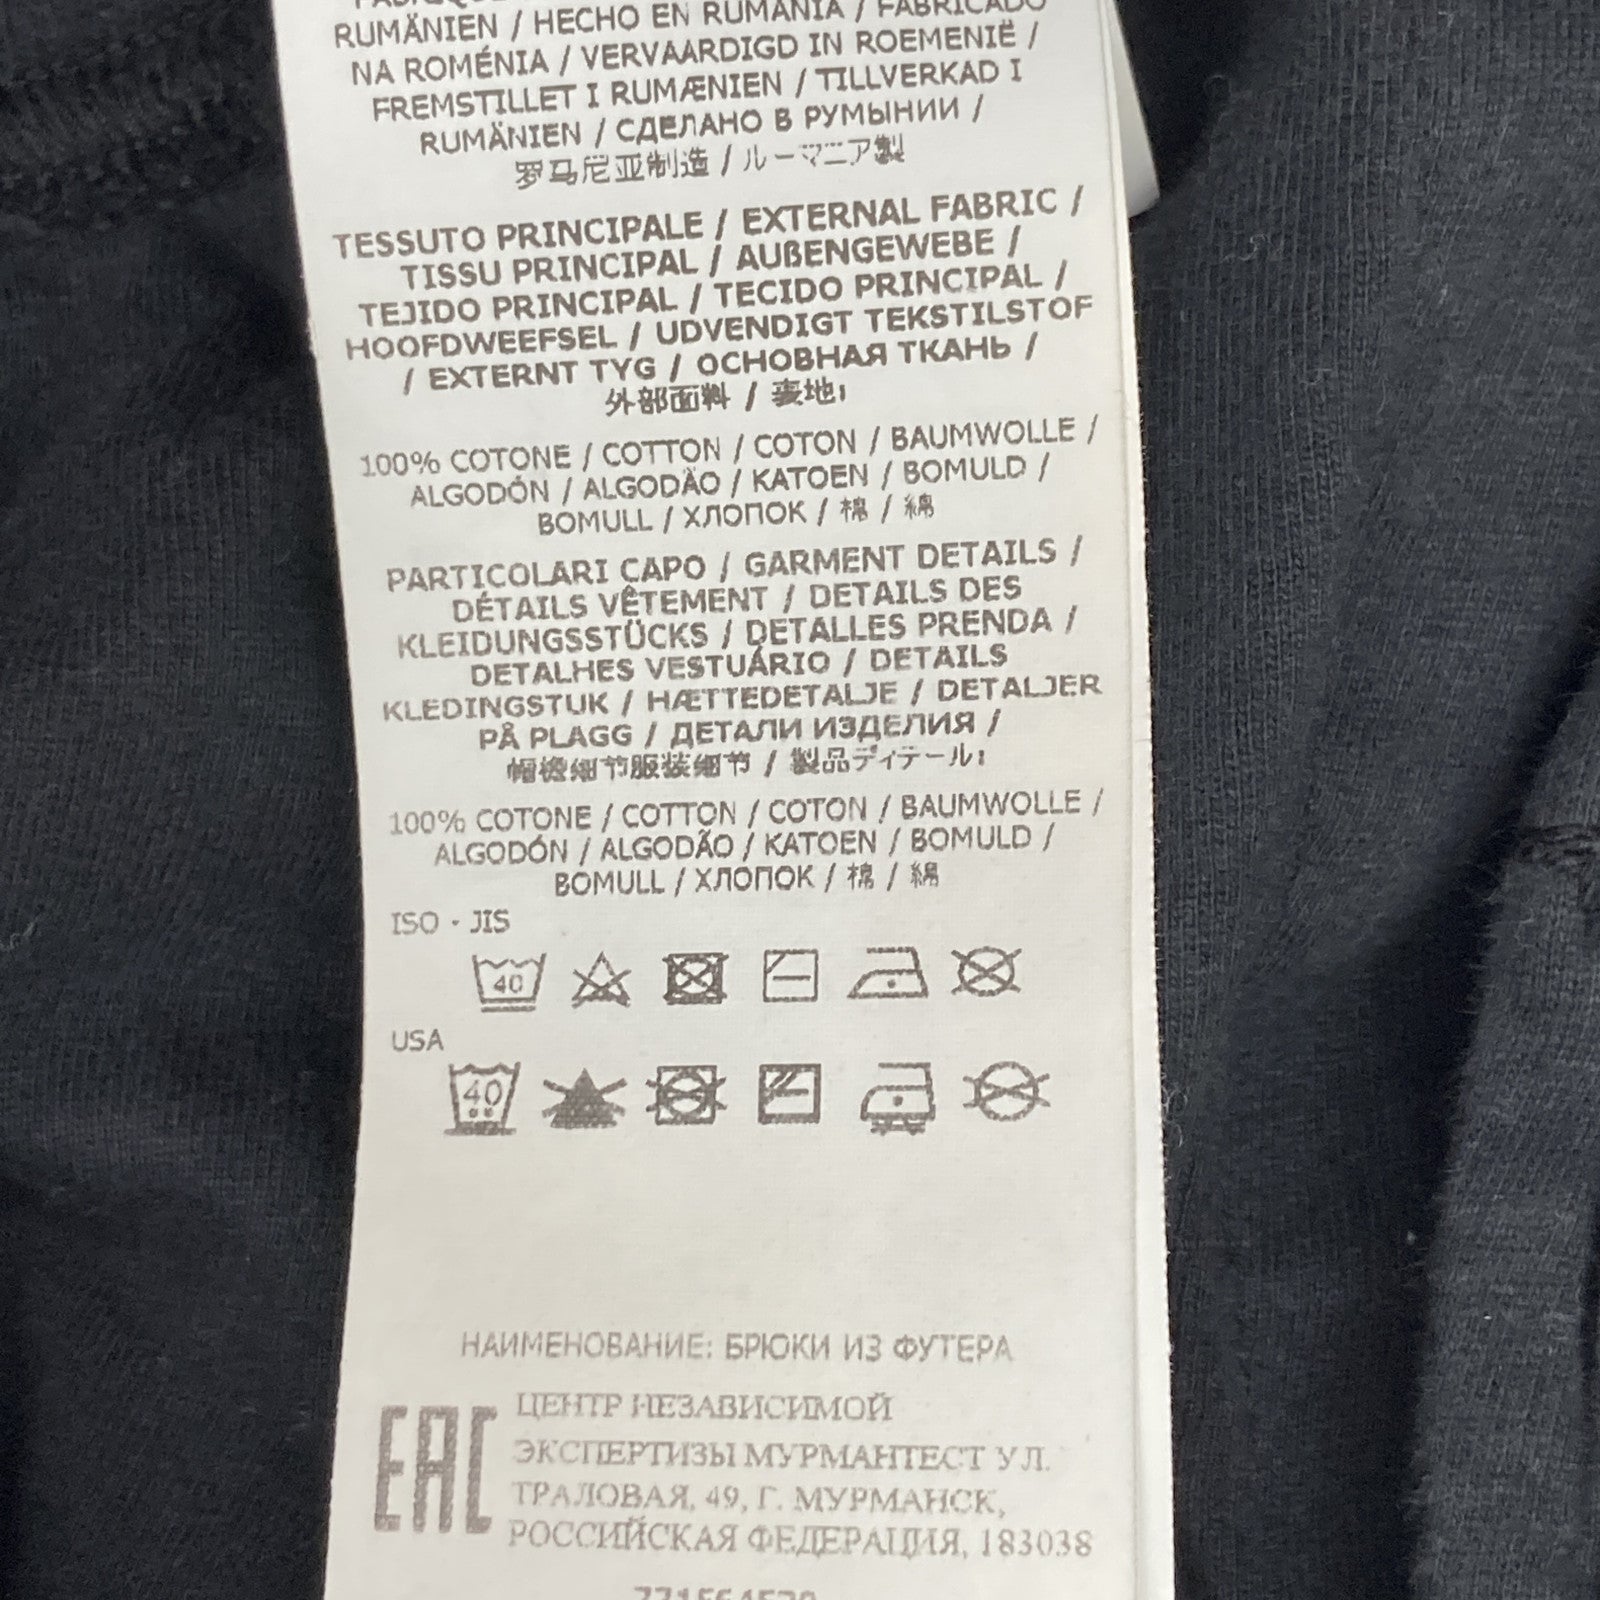 RUMÄNIEN / HECHO EN RUMANÍA / FABRICADO
NA ROMÉNIA / VERVAARDIGD IN ROEMENIË /
FREMSTILLET I RUMÆNIEN / TILLVERKAD I
RUMÄNIEN / СДЕЛАНО В РУМЫНИИ /
罗马尼亚制造 / ルーマニア製
TESSUTO PRINCIPALE / EXTERNAL FABRIC /
TISSU PRINCIPAL / AUßENGEWEBE /
TEJIDO PRINCIPAL / TECIDO PRINCIPAL /
HOOFDWEEFSEL / UDVENDIGT TEKSTILSTOF
/ EXTERNT TYG / ОСНОВНАЯ ТКАНЬ /
外部面料 / 表地:
100% COTONE / COTTON / COTON / BAUMWOLLE /
ALGODÓN / ALGODÃO / KATOEN / BOMULD /
BOMULL / ХЛОПОК / 棉 / 綿
PARTICOLARI CAPO / GARMENT DETAILS /
DÉTAILS VÊTEMENT / DETAILS DES
KLEIDUNGSSTÜCKS / DETALLES PRENDA /
DETALHES VESTUÁRIO / DETAILS
KLEDINGSTUK / HÆTTEDETALJE / DETALJER
PÅ PLAGG / ДЕТАЛИ ИЗДЕЛИЯ /
帽檐细节服装细节 / 製品ディテール:
100% COTONE / COTTON / COTON / BAUMWOLLE /
ALGODÓN / ALGODÃO / KATOEN / BOMULD /
BOMULL / ХЛОПОК / 棉 / 綿
ISO - JIS
40
USA
40
НАИМЕНОВАНИЕ: БРЮКИ ИЗ ФУТЕРА
EAC
ЦЕНТР НЕЗАВИСИМОЙ
ЭКСПЕРТИЗЫ МУРМАНТЕСТ УЛ.
ТРАЛОВАЯ, 49, Г. МУРМАНСК,
РОССИЙСКАЯ ФЕДЕРАЦИЯ, 183038